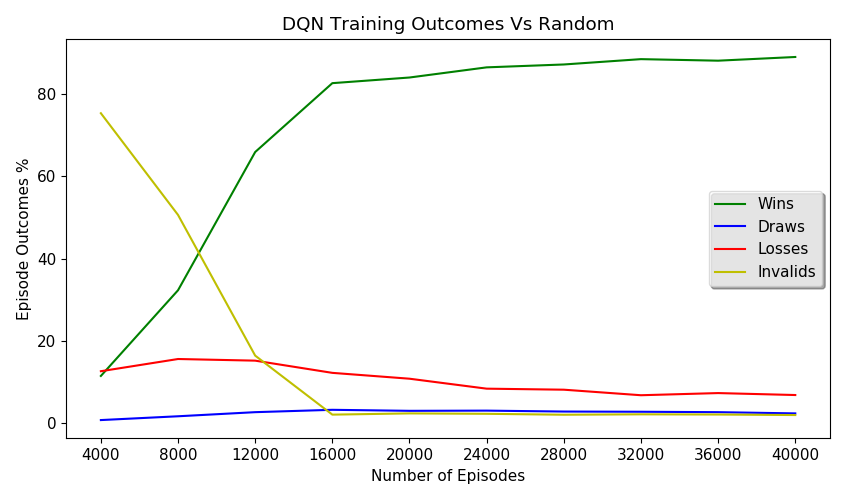 DQN Training Outcomes Vs Random
Episode Outcomes %
80
60
40
20
0
Wins
Draws
Losses
Invalids
4000 8000 12000 16000 20000 24000 28000 32000 36000 40000
Number of Episodes